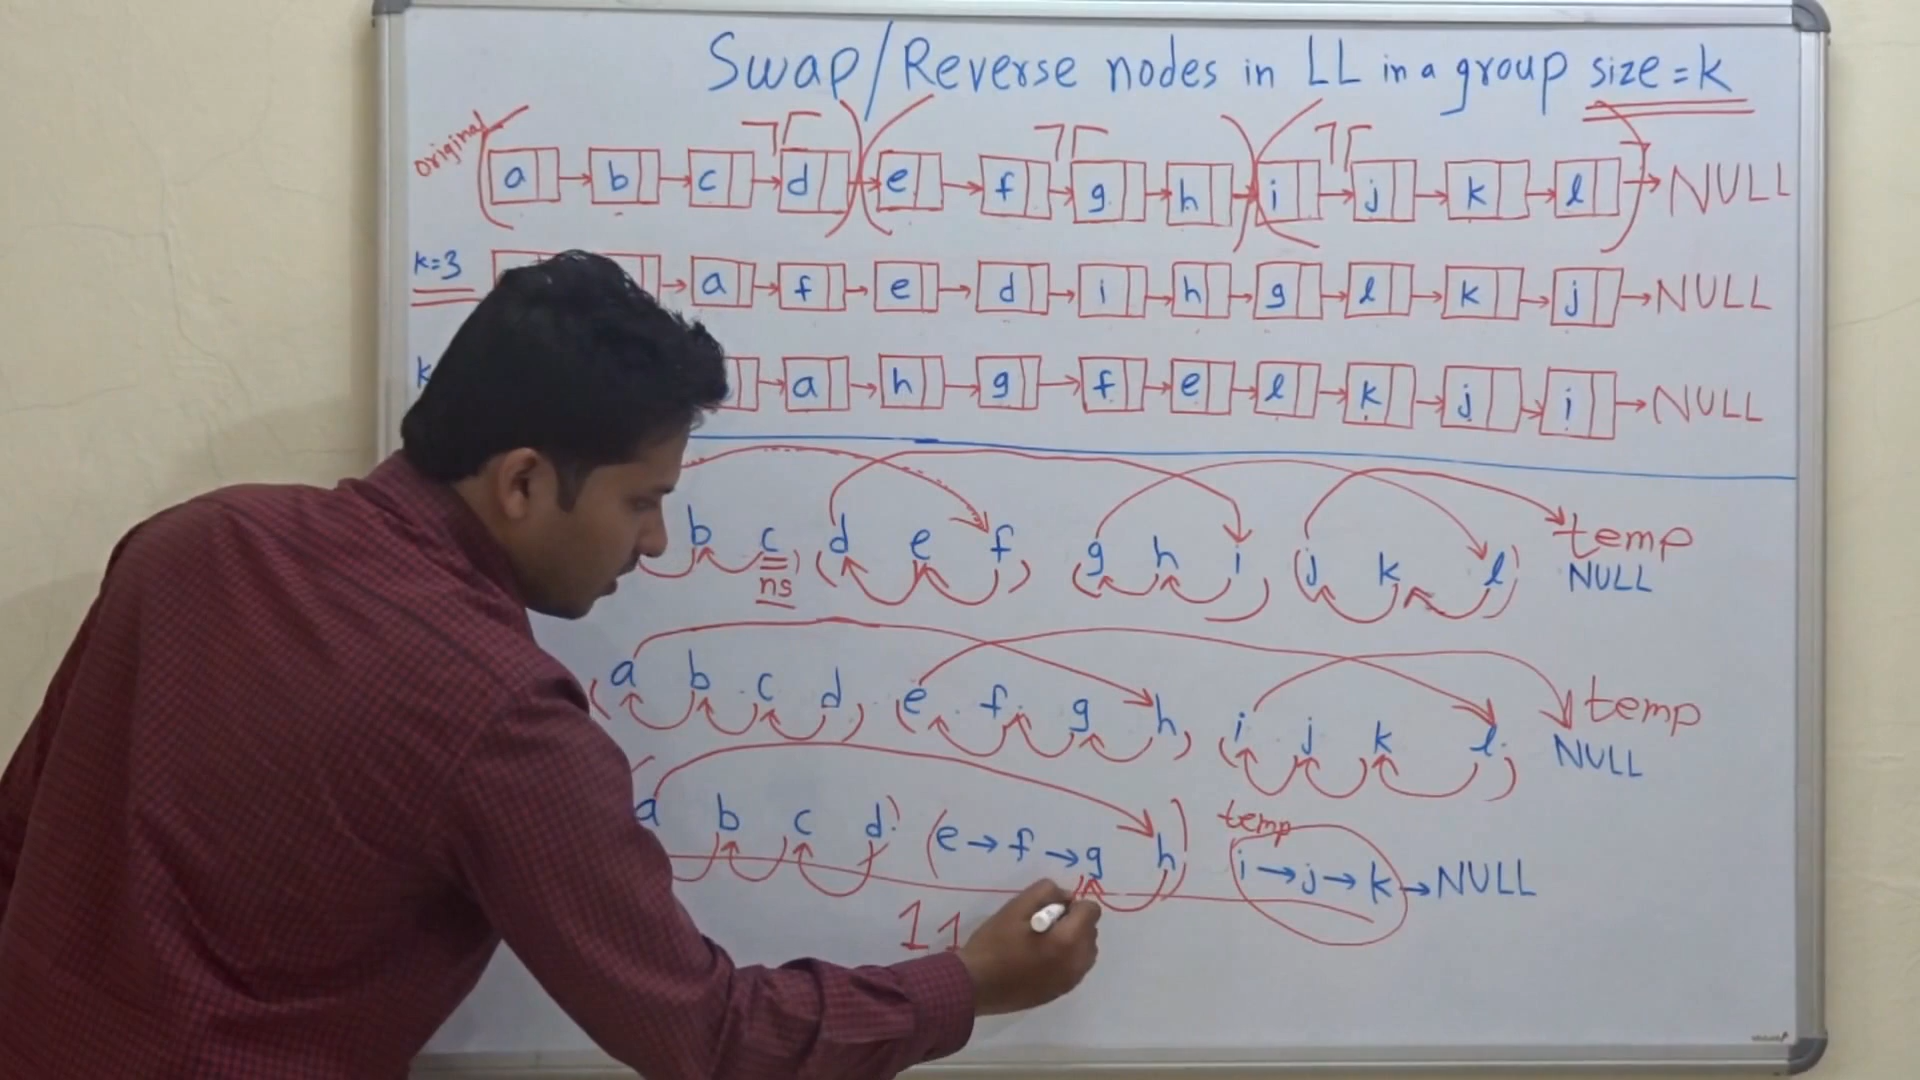 Swap/Reverse nodes in LL in a group size=k
original
a → b → c → d → e → f → g → h → i → j → k → l → NULL
k=3
→ a → f → e → d → i → h → g → l → k → j → NULL
k
→ a → h → g → f → e → l → k → j → i → NULL
b c) (d e f) (g h i) (j k l) temp
ns NULL
(a b c d) (e f g h) (i j k l) temp
NULL
a b c d) (e→f→g h) temp
i→j→k→NULL
11